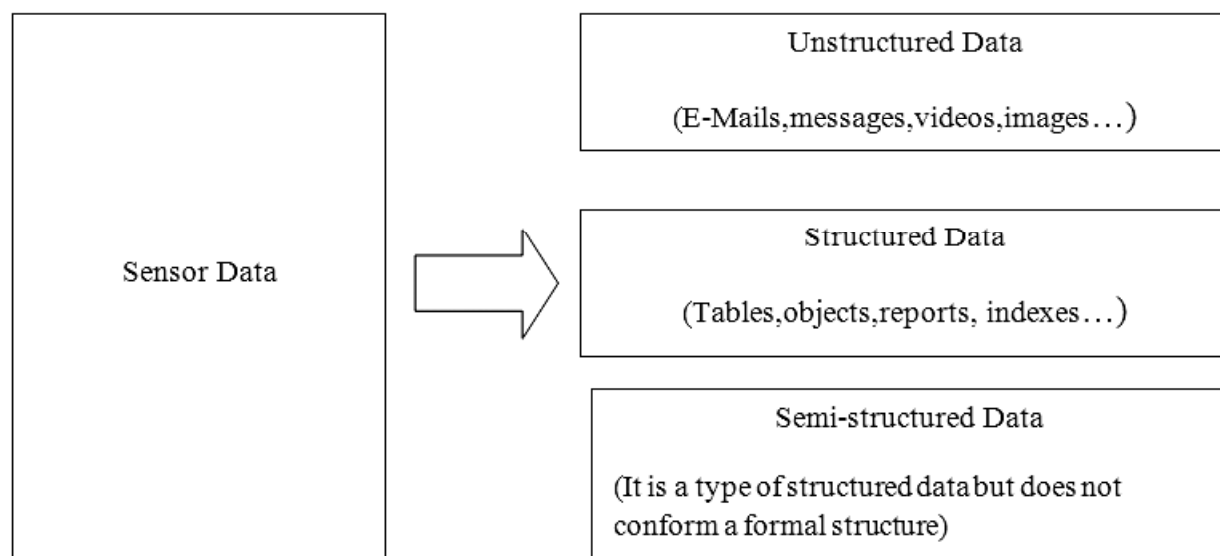 Sensor Data
Unstructured Data
(E-Mails,messages,videos,images…)
Structured Data
(Tables,objects,reports, indexes…)
Semi-structured Data
(It is a type of structured data but does not
conform a formal structure)